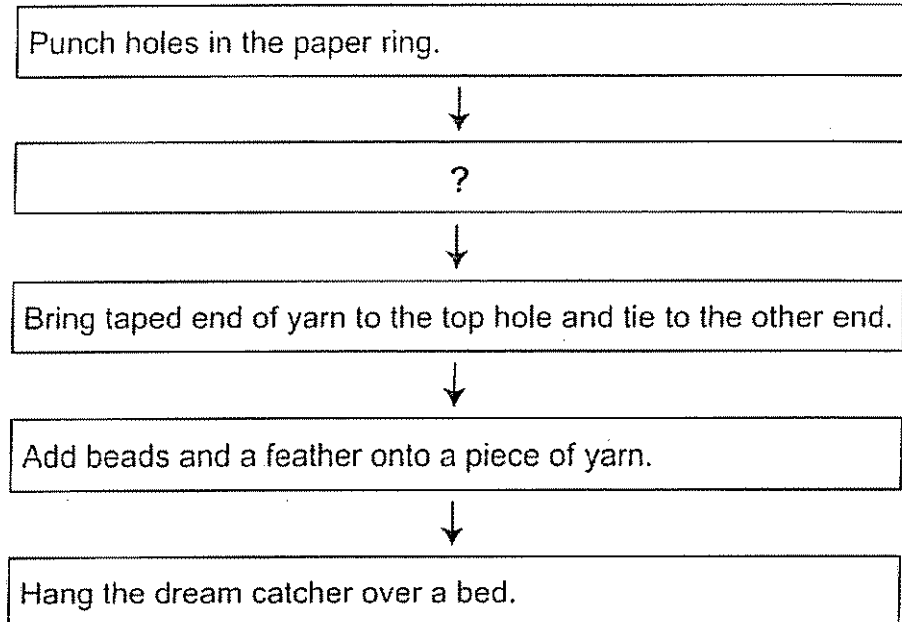 Punch holes in the paper ring.
?
Bring taped end of yarn to the top hole and tie to the other end.
Add beads and a feather onto a piece of yarn.
Hang the dream catcher over a bed.